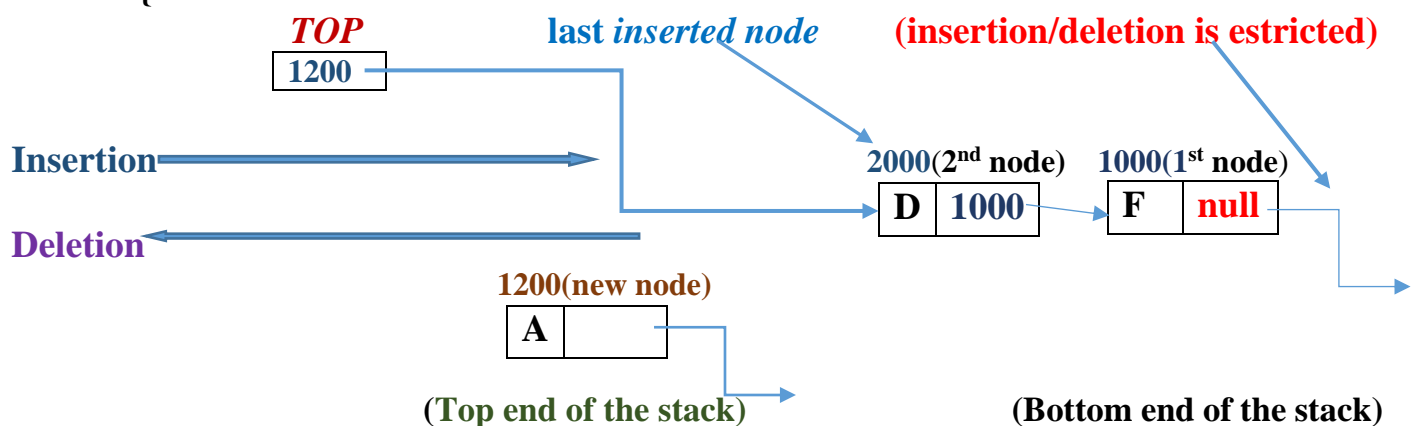 {
TOP last inserted node (insertion/deletion is estricted)
1200
Insertion 2000(2nd node) 1000(1st node)
D 1000 F null
Deletion
1200(new node)
A
(Top end of the stack) (Bottom end of the stack)